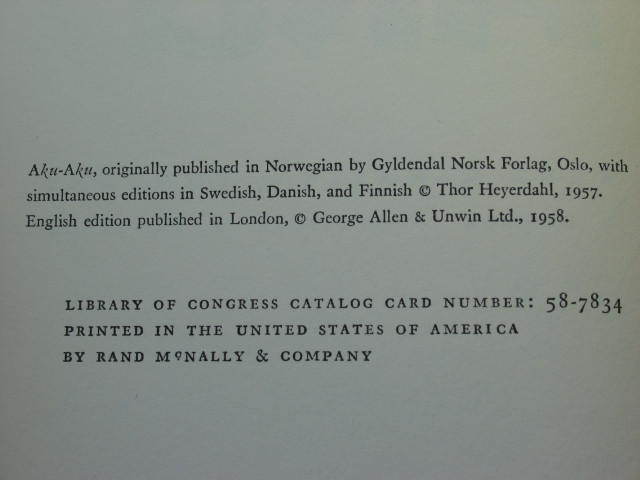 Aku-Aku, originally published in Norwegian by Gyldendal Norsk Forlag, Oslo, with
simultaneous editions in Swedish, Danish, and Finnish © Thor Heyerdahl, 1957.
English edition published in London, © George Allen & Unwin Ltd., 1958.
LIBRARY OF CONGRESS CATALOG CARD NUMBER: 58-7834
PRINTED IN THE UNITED STATES OF AMERICA
BY RAND MCNALLY & COMPANY